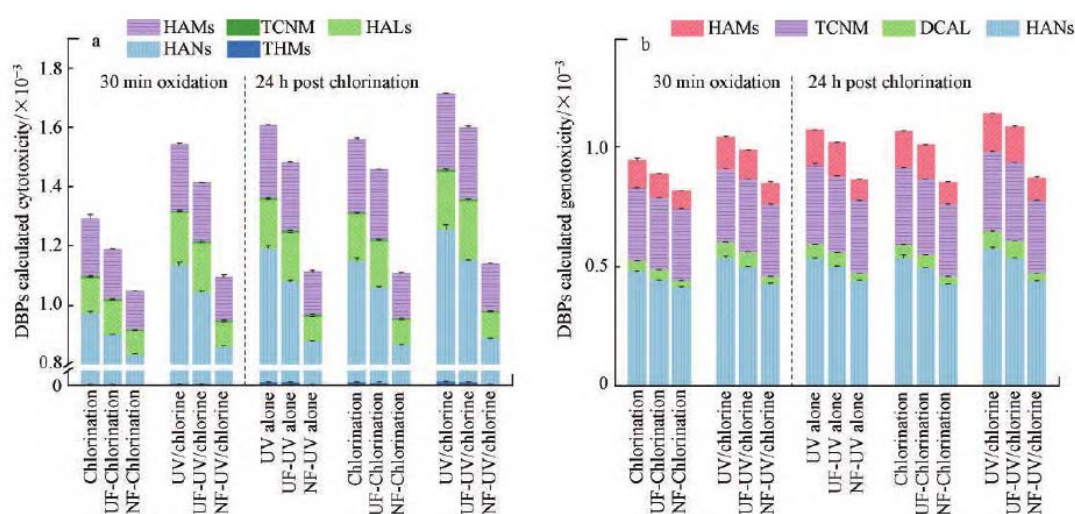 HAMs TCNM HALs
HANs THMs
a
30 min oxidation 24 h post chlorination
DBPs calculated cytotoxicity/×10⁻³
1.8
1.6
1.4
1.2
1.0
0.8
0
Chlorination
UF-Chlorination
NF-Chlorination
UV/chlorine
UF-UV/chlorine
NF-UV/chlorine
UV alone
UF-UV alone
NF-UV alone
Chlorination
UF-Chlorination
NF-Chlorination
UV/chlorine
UF-UV/chlorine
NF-UV/chlorine
HAMs TCNM DCAL HANs
b
30 min oxidation 24 h post chlorination
DBPs calculated genotoxicity/×10⁻³
1.0
0.5
0
Chlorination
UF-Chlorination
NF-Chlorination
UV/chlorine
UF-UV/chlorine
NF-UV/chlorine
UV alone
UF-UV alone
NF-UV alone
Chlorination
UF-Chlorination
NF-Chlorination
UV/chlorine
UF-UV/chlorine
NF-UV/chlorine